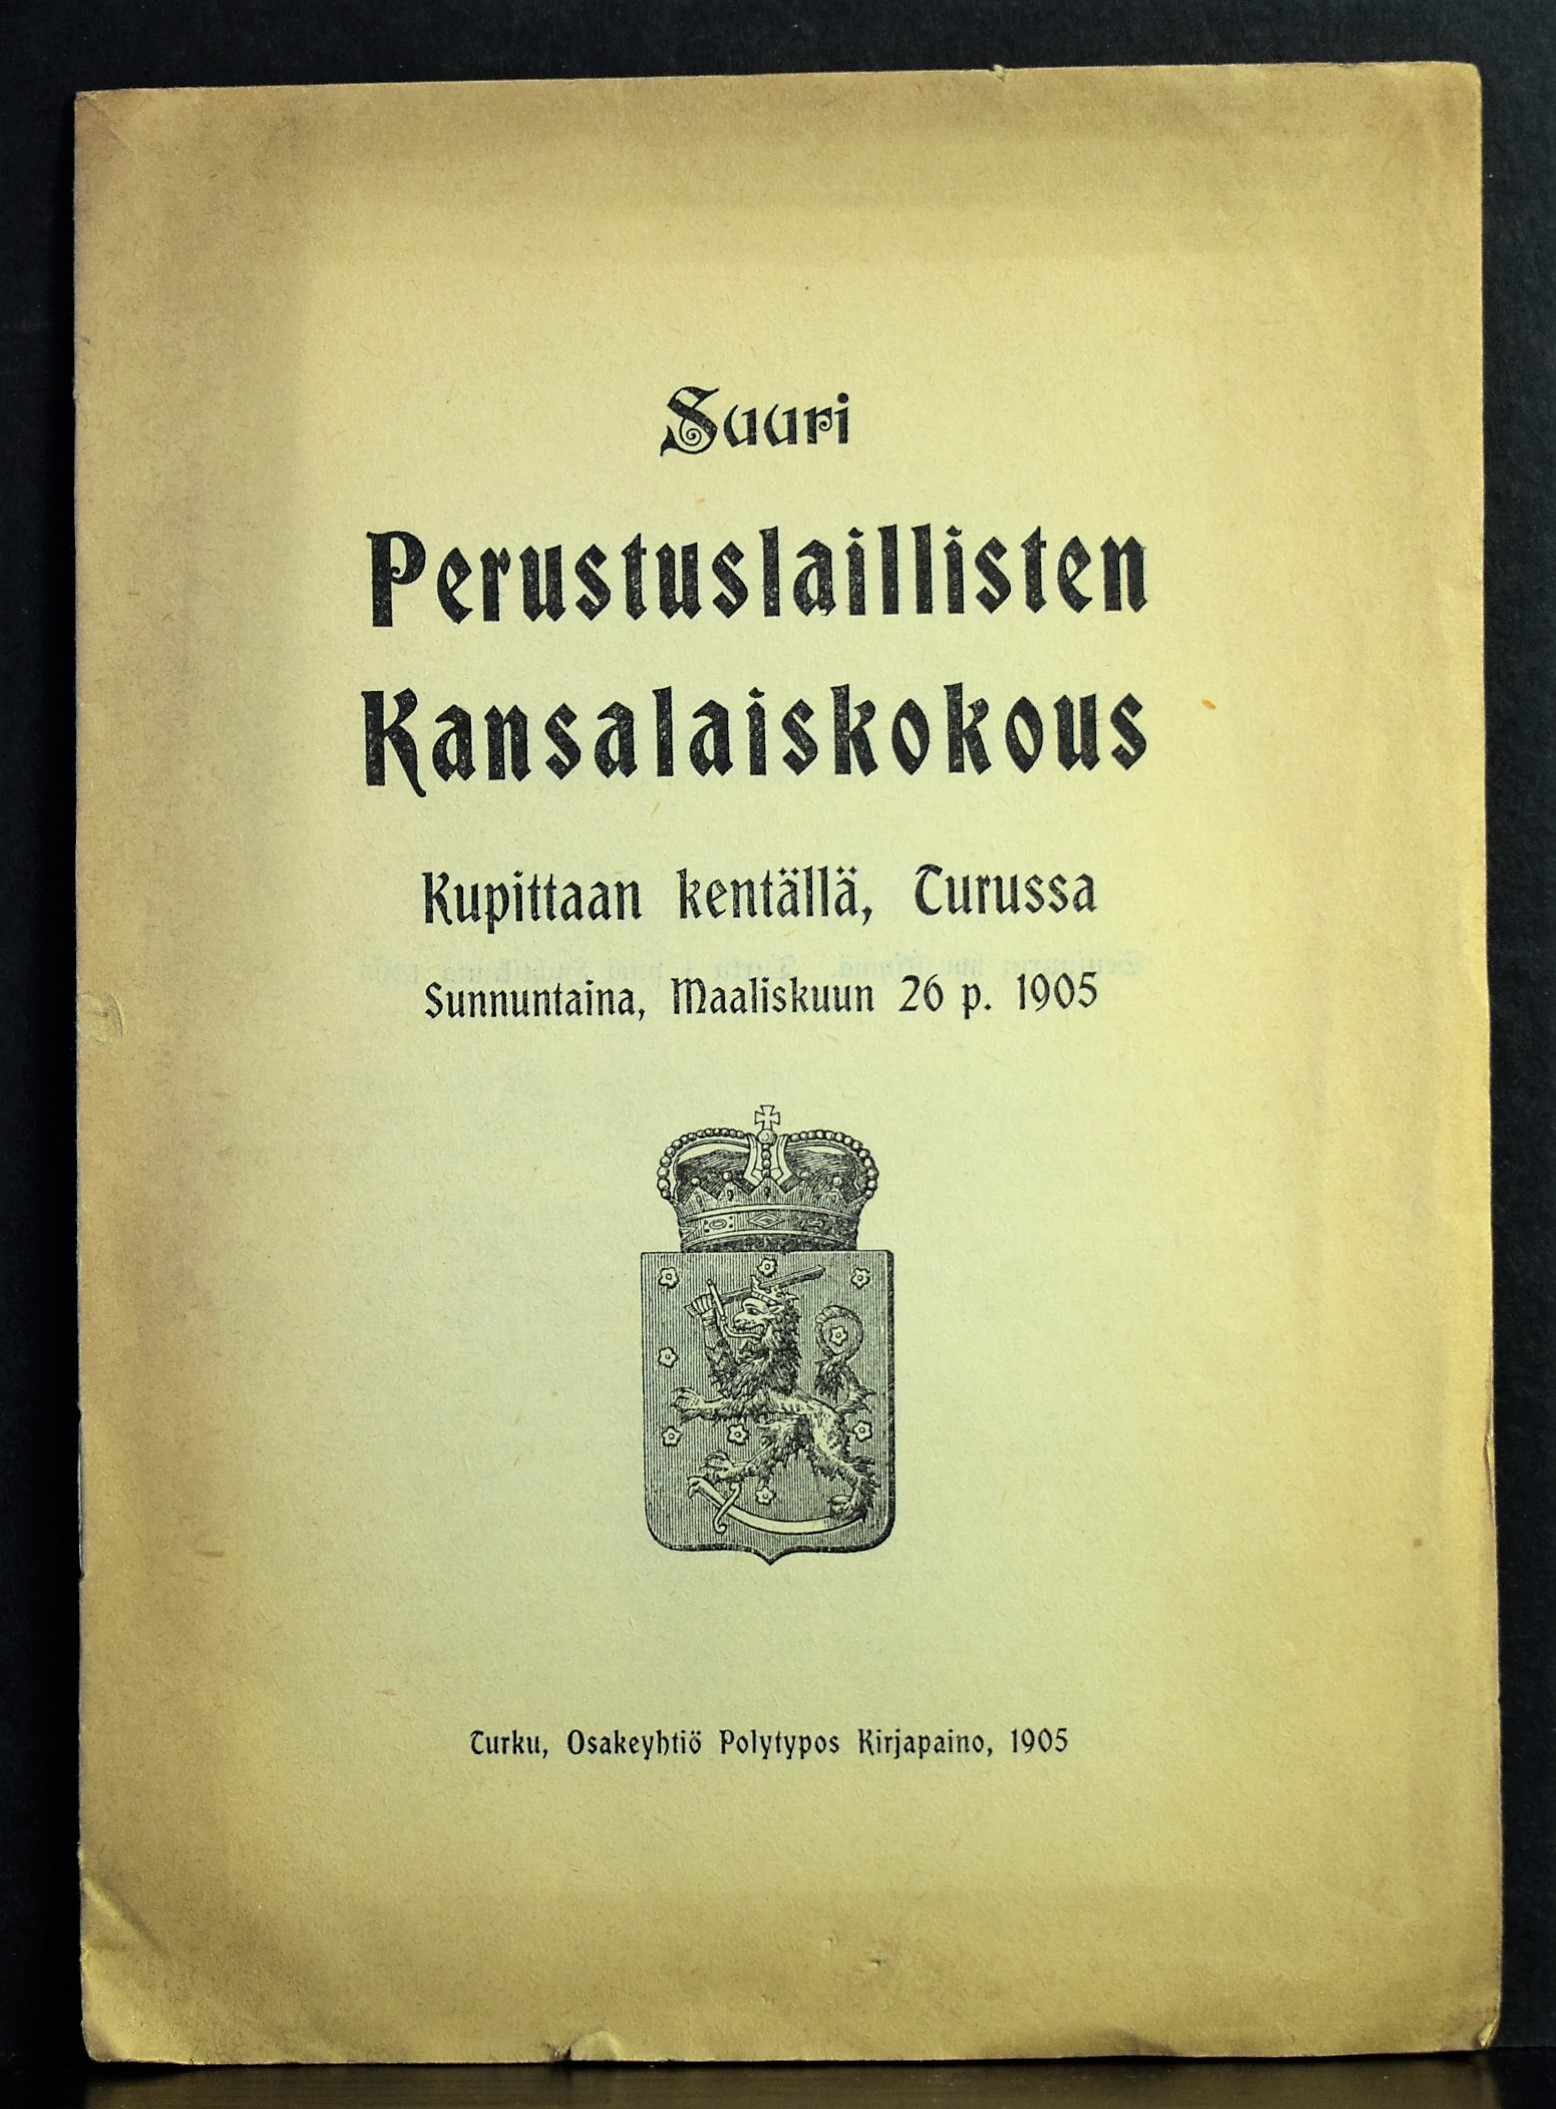 Suuri
Perustuslaillisten
Kansalaiskokous
Kupittaan kentällä, Turussa
Sunnuntaina, Maaliskuun 26 p. 1905
Turku, Osakeyhtiö Polytypos Kirjapaino, 1905